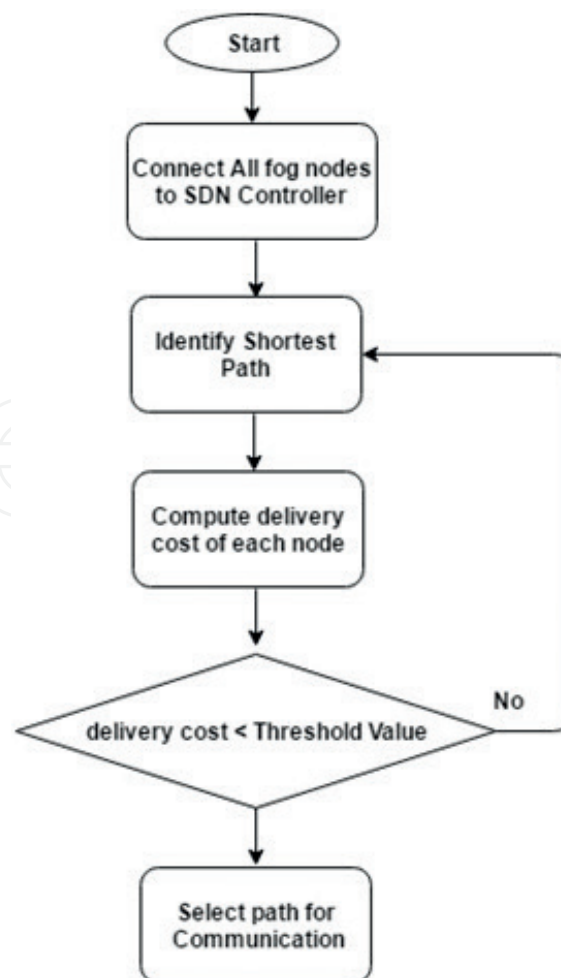 Start
Connect All fog nodes
to SDN Controller
Identify Shortest
Path
Compute delivery
cost of each node
delivery cost < Threshold Value
No
Select path for
Communication